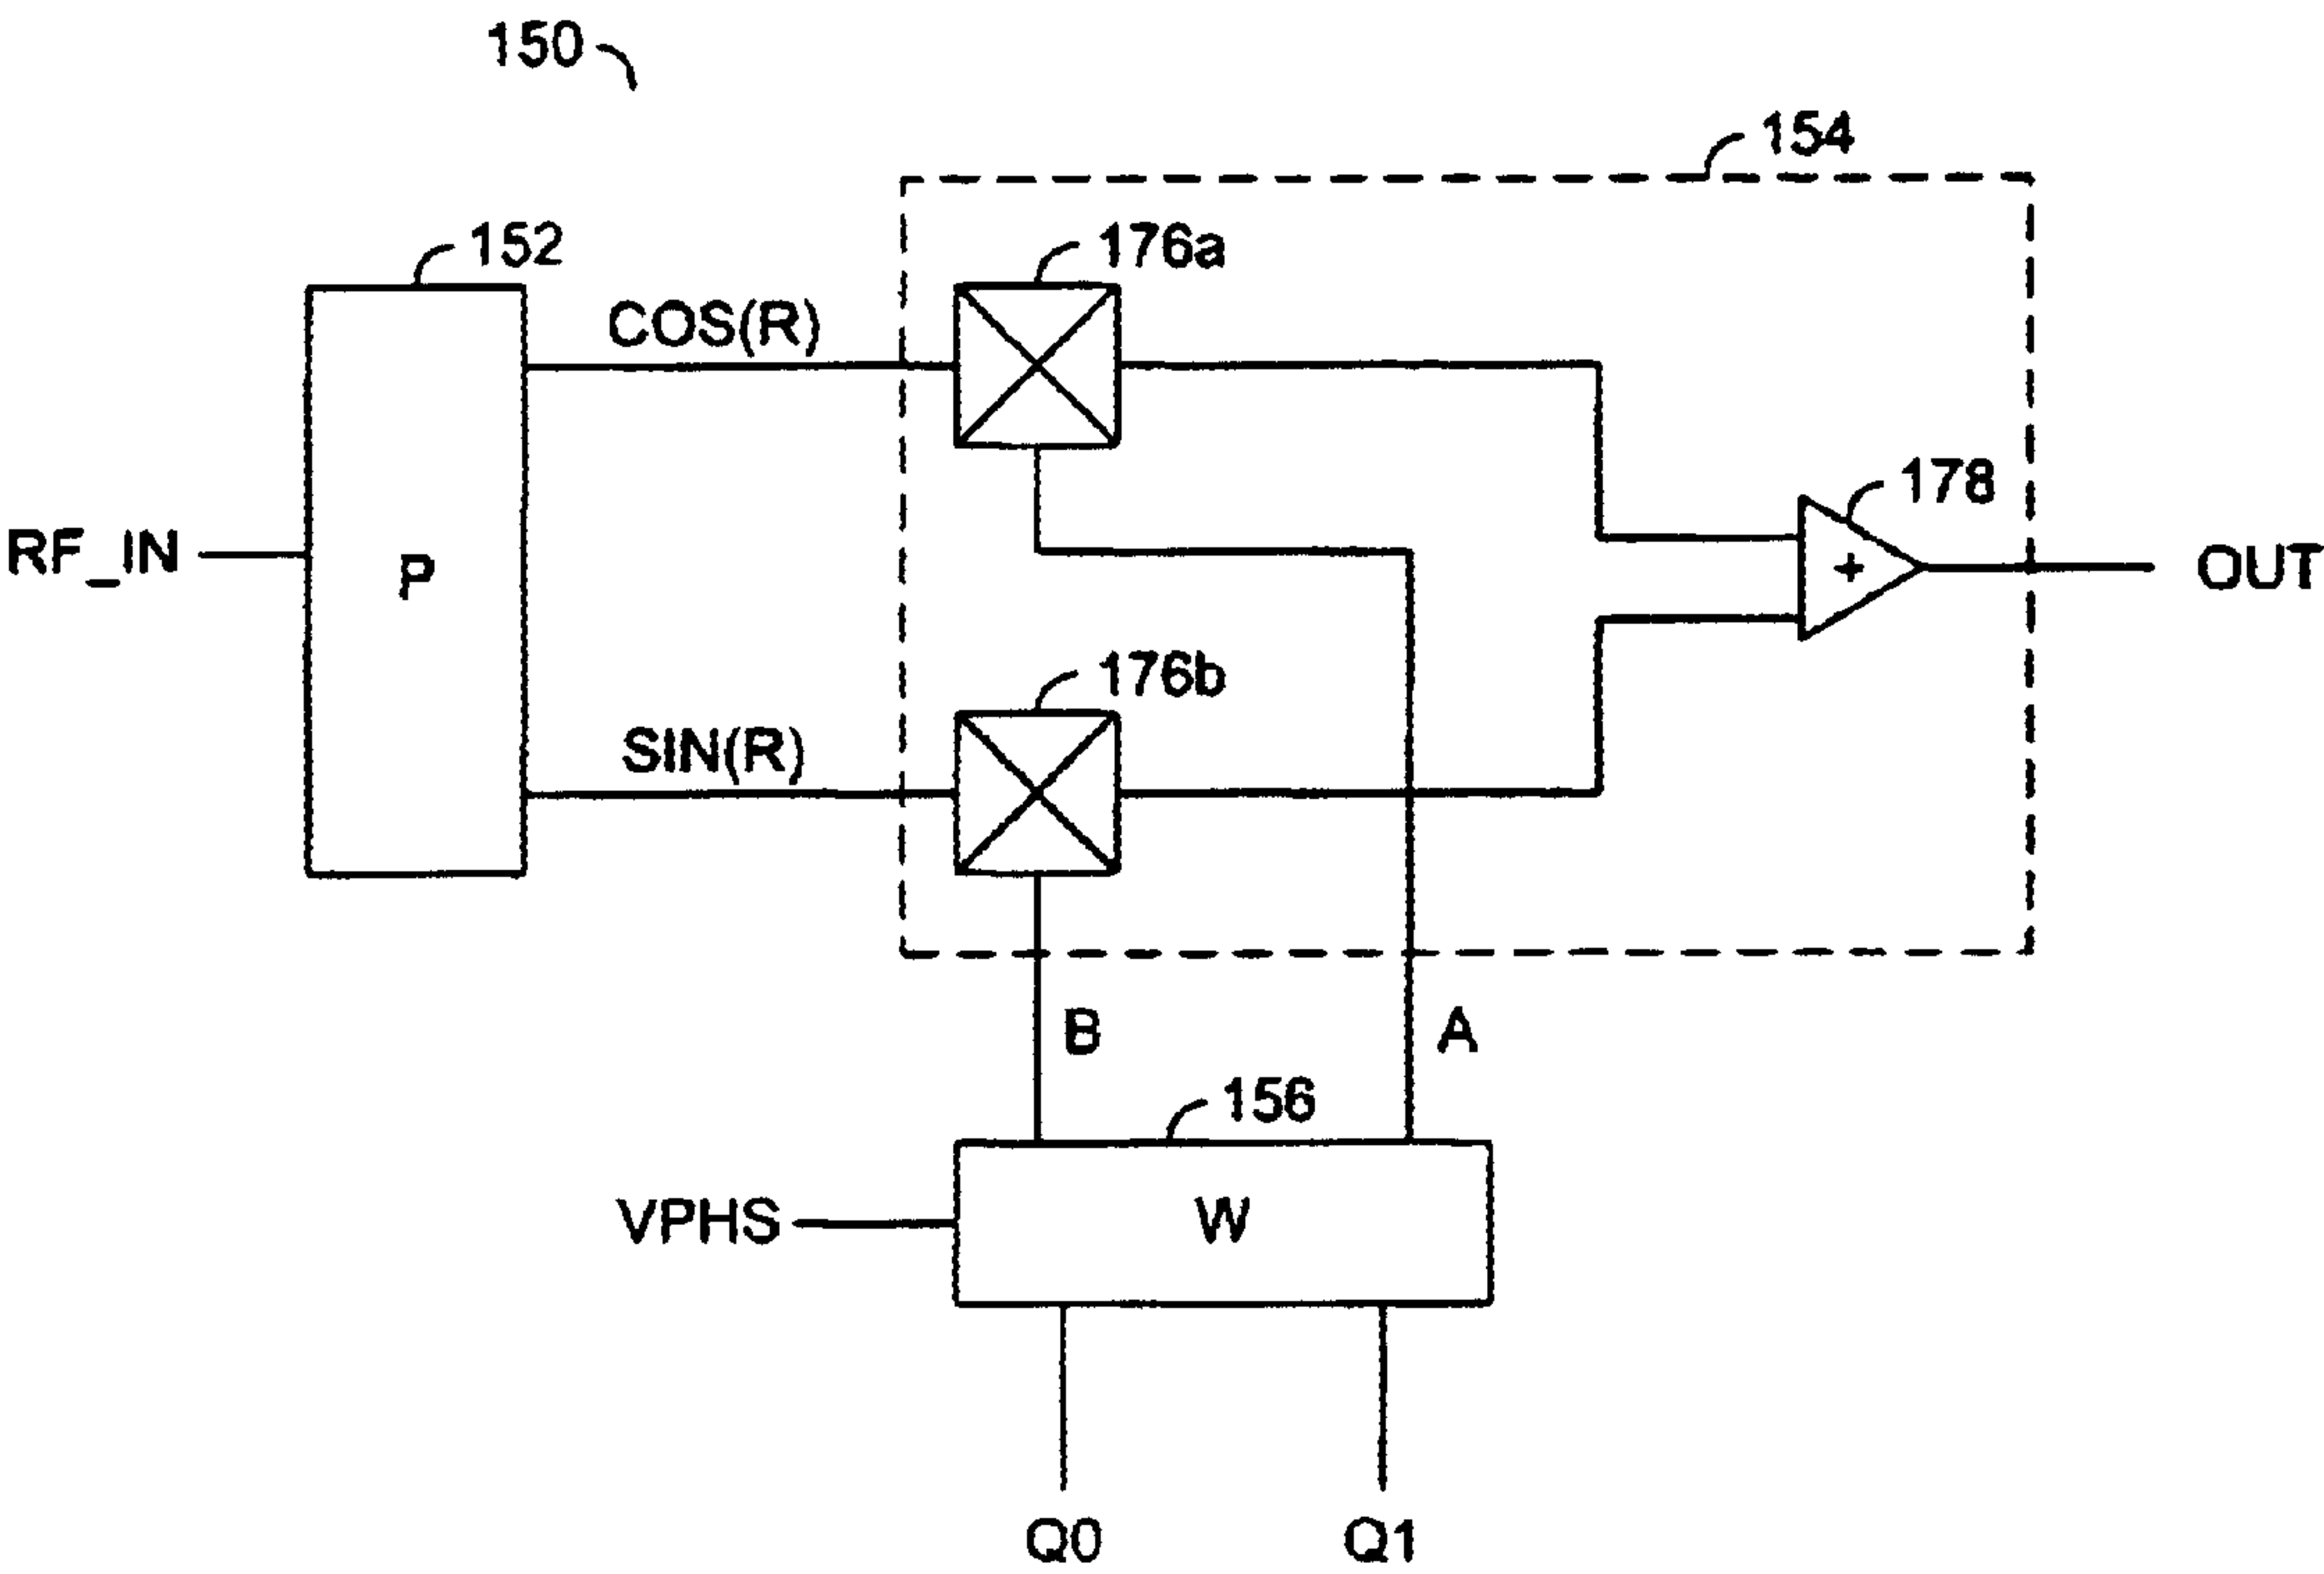 150
154
152
176a
COS(R)
178
RF_IN
P
+
OUT
176b
SIN(R)
B
A
156
VPHS
W
Q0
Q1